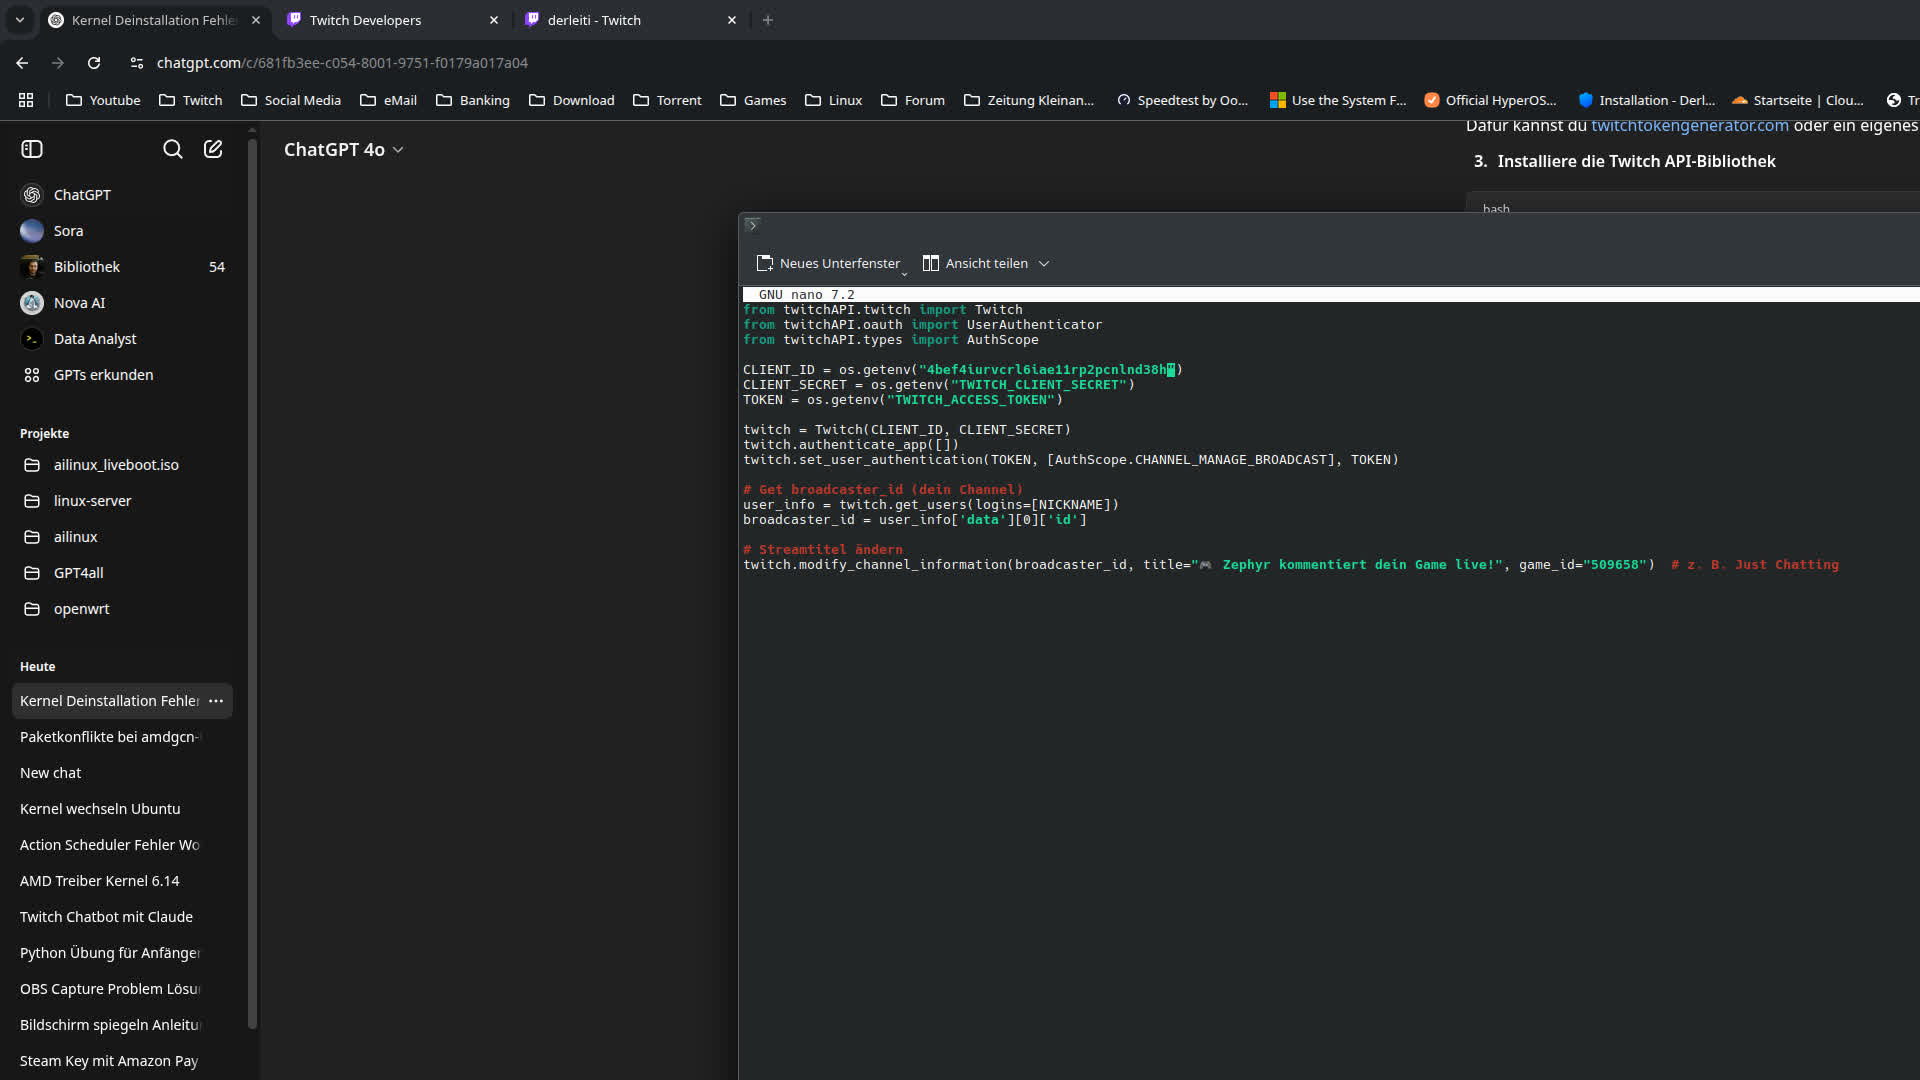 Kernel Deinstallation Fehle
Twitch Developers
derleiti - Twitch
chatgpt.com/c/681fb3ee-c054-8001-9751-f0179a017a04
Youtube
Twitch
Social Media
eMail
Banking
Download
Torrent
Games
Linux
Forum
Zeitung Kleinan...
Speedtest by Oo...
Use the System F...
Official HyperOS...
Installation - Derl...
Startseite | Clou...
Tr
ChatGPT 4o
Dafür kannst du twitchtokengenerator.com oder ein eigenes
3. Installiere die Twitch API-Bibliothek
bash
ChatGPT
Sora
Bibliothek 54
Nova AI
Data Analyst
GPTs erkunden
Projekte
ailinux_liveboot.iso
linux-server
ailinux
GPT4all
openwrt
Heute
Kernel Deinstallation Fehler
Paketkonflikte bei amdgcn-
New chat
Kernel wechseln Ubuntu
Action Scheduler Fehler Wo
AMD Treiber Kernel 6.14
Twitch Chatbot mit Claude
Python Übung für Anfänger
OBS Capture Problem Lösu
Bildschirm spiegeln Anleitu
Steam Key mit Amazon Pay
Neues Unterfenster
Ansicht teilen
GNU nano 7.2
from twitchAPI.twitch import Twitch
from twitchAPI.oauth import UserAuthenticator
from twitchAPI.types import AuthScope
CLIENT_ID = os.getenv("4bef4iurvcrl6iae11rp2pcnlnd38h")
CLIENT_SECRET = os.getenv("TWITCH_CLIENT_SECRET")
TOKEN = os.getenv("TWITCH_ACCESS_TOKEN")
twitch = Twitch(CLIENT_ID, CLIENT_SECRET)
twitch.authenticate_app([])
twitch.set_user_authentication(TOKEN, [AuthScope.CHANNEL_MANAGE_BROADCAST], TOKEN)
# Get broadcaster_id (dein Channel)
user_info = twitch.get_users(logins=[NICKNAME])
broadcaster_id = user_info['data'][0]['id']
# Streamtitel ändern
twitch.modify_channel_information(broadcaster_id, title="🎮 Zephyr kommentiert dein Game live!", game_id="509658")  # z. B. Just Chatting